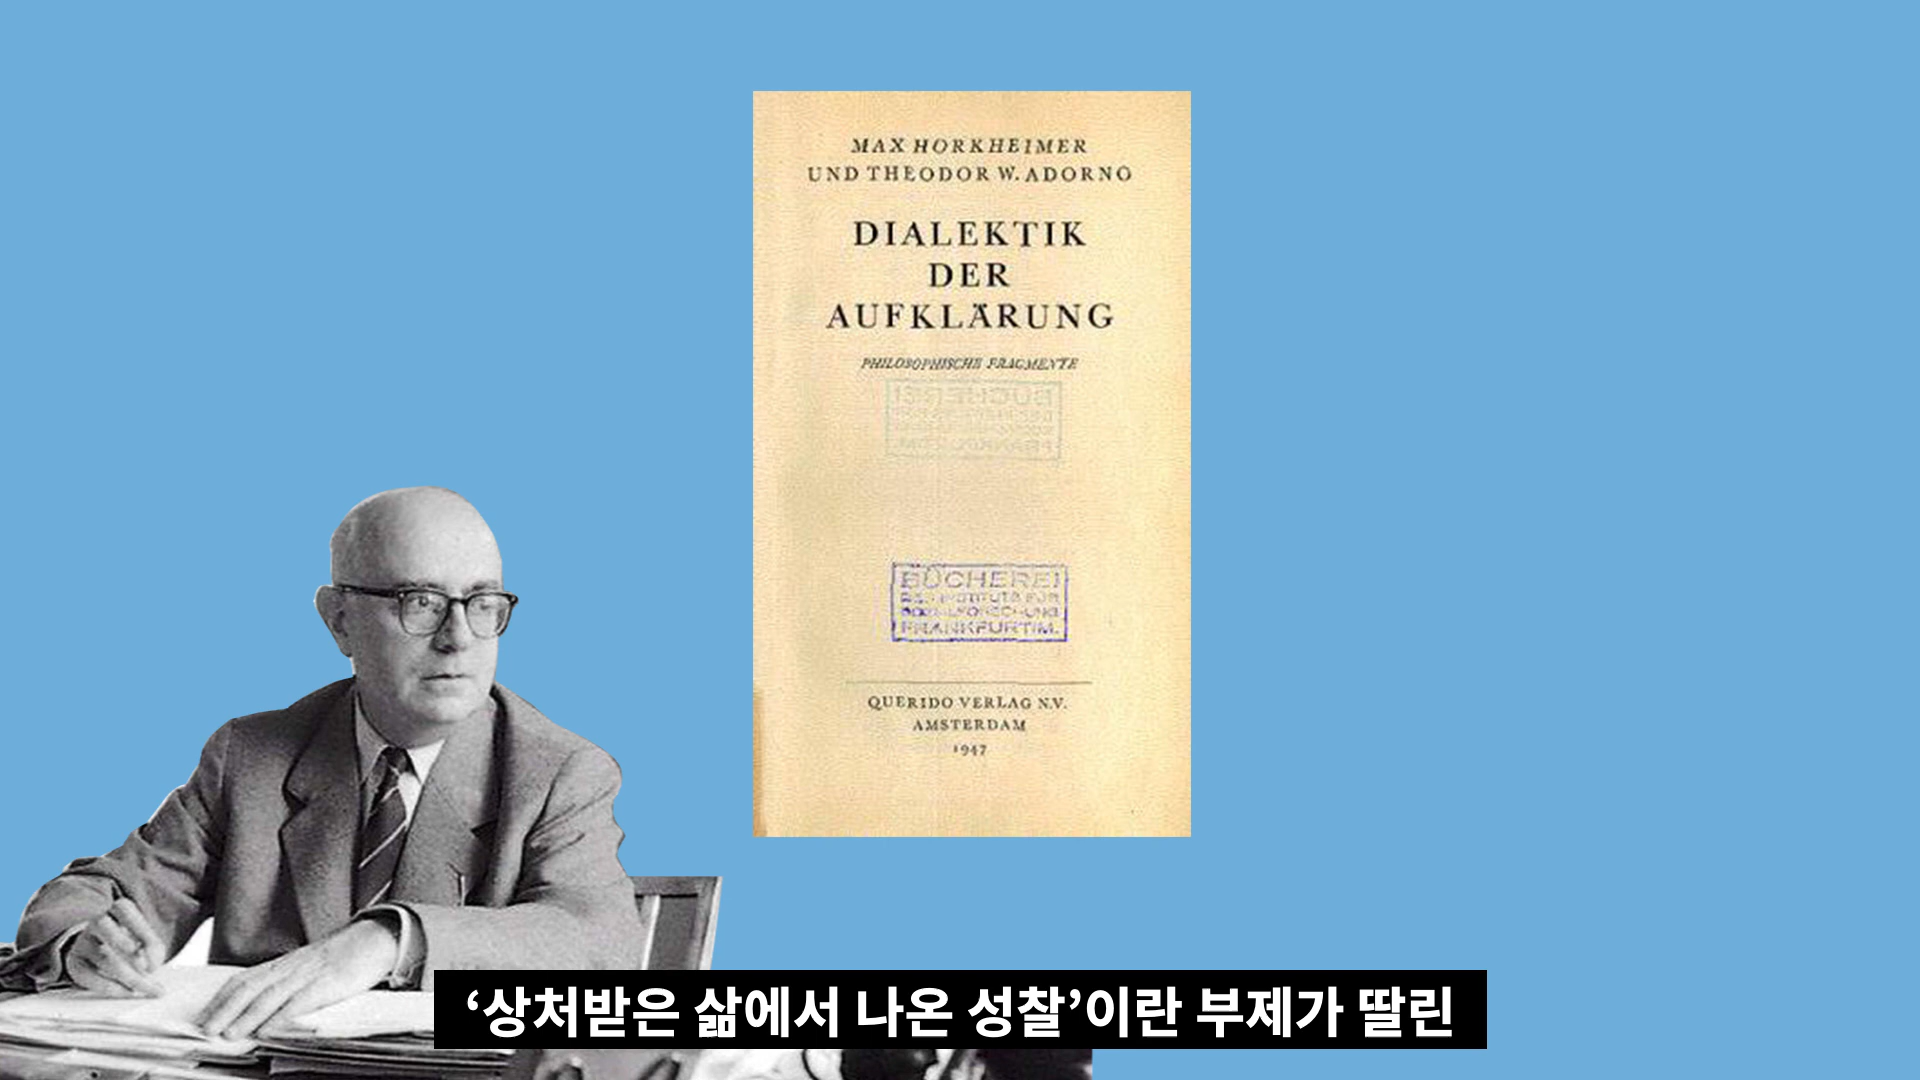 MAX HORKHEIMER
UND THEODOR W. ADORNO
DIALEKTIK
DER
AUFKLÄRUNG
PHILOSOPHISCHE FRAGMENTE
BÜCHEREI
FRANKFURT/M.
QUERIDO VERLAG N.V.
AMSTERDAM
1947
‘상처받은 삶에서 나온 성찰’이란 부제가 딸린